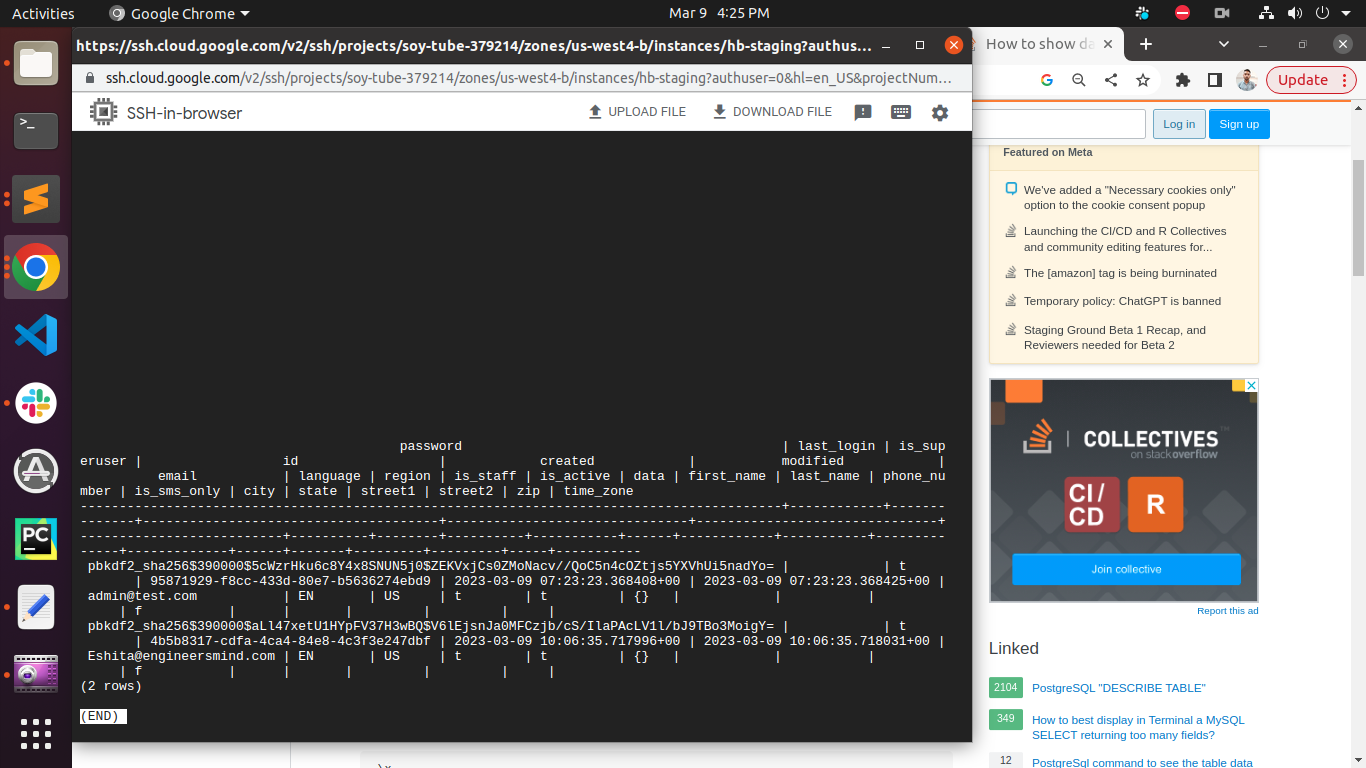 Activities
Google Chrome
Mar 9 4:25 PM
https://ssh.cloud.google.com/v2/ssh/projects/soy-tube-379214/zones/us-west4-b/instances/hb-staging?authus...
How to show da
ssh.cloud.google.com/v2/ssh/projects/soy-tube-379214/zones/us-west4-b/instances/hb-staging?authuser=0&hl=en_US&projectNum...
Update
SSH-in-browser
UPLOAD FILE
DOWNLOAD FILE
Log in
Sign up
password | last_login | is_sup
eruser | id | created | modified |
email | language | region | is_staff | is_active | data | first_name | last_name | phone_nu
mber | is_sms_only | city | state | street1 | street2 | zip | time_zone
------------------------------------------------------------------------------------------+------------+-------
-------+--------------------------------------+-------------------------------+-------------------------------+
--------------------------+----------+--------+----------+-----------+------+------------+-----------+---------
-----+-------------+------+-------+---------+---------+-----+-----------
pbkdf2_sha256$390000$5cWzrHku6c8Y4x8SNUN5j0$ZEKVxjCs0ZMoNacv//QoC5n4cOZtjs5YXVhUi5nadYo= | | t
| 95871929-f8cc-433d-80e7-b5636274ebd9 | 2023-03-09 07:23:23.368408+00 | 2023-03-09 07:23:23.368425+00 |
admin@test.com | EN | US | t | t | {} | | |
| f | | | | | |
pbkdf2_sha256$390000$aLl47xetU1HYpFV37H3wBQ$V6lEjsnJa0MFCzjb/cS/IlaPAcLV1l/bJ9TBo3MoigY= | | t
| 4b5b8317-cdfa-4ca4-84e8-4c3f3e247dbf | 2023-03-09 10:06:35.717996+00 | 2023-03-09 10:06:35.718031+00 |
Eshita@engineersmind.com | EN | US | t | t | {} | | |
| f | | | | | |
(2 rows)
(END)
Featured on Meta
We've added a "Necessary cookies only"
option to the cookie consent popup
Launching the CI/CD and R Collectives
and community editing features for...
The [amazon] tag is being burninated
Temporary policy: ChatGPT is banned
Staging Ground Beta 1 Recap, and
Reviewers needed for Beta 2
COLLECTIVES™
on stackoverflow
CI/
CD
R
Join collective
Report this ad
Linked
2104
PostgreSQL "DESCRIBE TABLE"
349
How to best display in Terminal a MySQL
SELECT returning too many fields?
12
PostgreSql command to see the table data
PC
\x